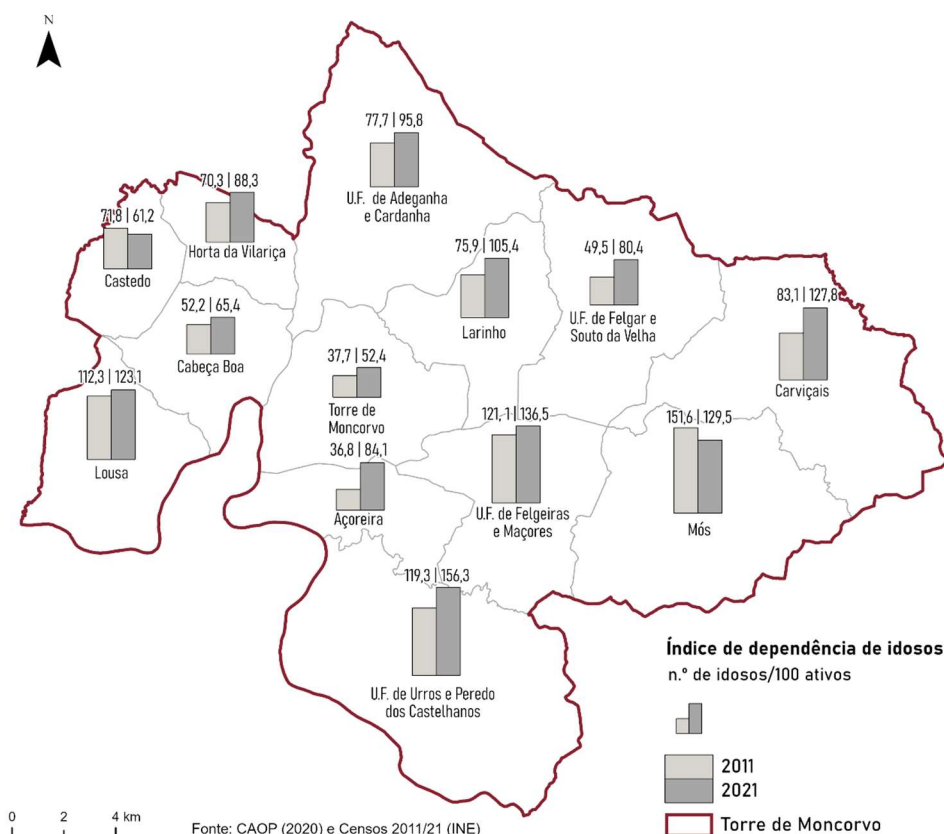 N
77,7 | 95,8
U.F. de Adeganha
e Cardanha
70,3 | 88,3
Horta da Vilariça
71,8 | 61,2
Castedo
75,9 | 105,4
Larinho
49,5 | 80,4
U.F. de Felgar e
Souto da Velha
83,1 | 127,8
Carviçais
52,2 | 65,4
Cabeça Boa
37,7 | 52,4
Torre de
Moncorvo
112,3 | 123,1
Lousa
121,1 | 136,5
U.F. de Felgeiras
e Maçores
151,6 | 129,5
Mós
36,8 | 84,1
Açoreira
119,3 | 156,3
U.F. de Urros e Peredo
dos Castelhanos
Índice de dependência de idosos
n.º de idosos/100 ativos
2011
2021
Torre de Moncorvo
0 2 4 km
Fonte: CAOP (2020) e Censos 2011/21 (INE)